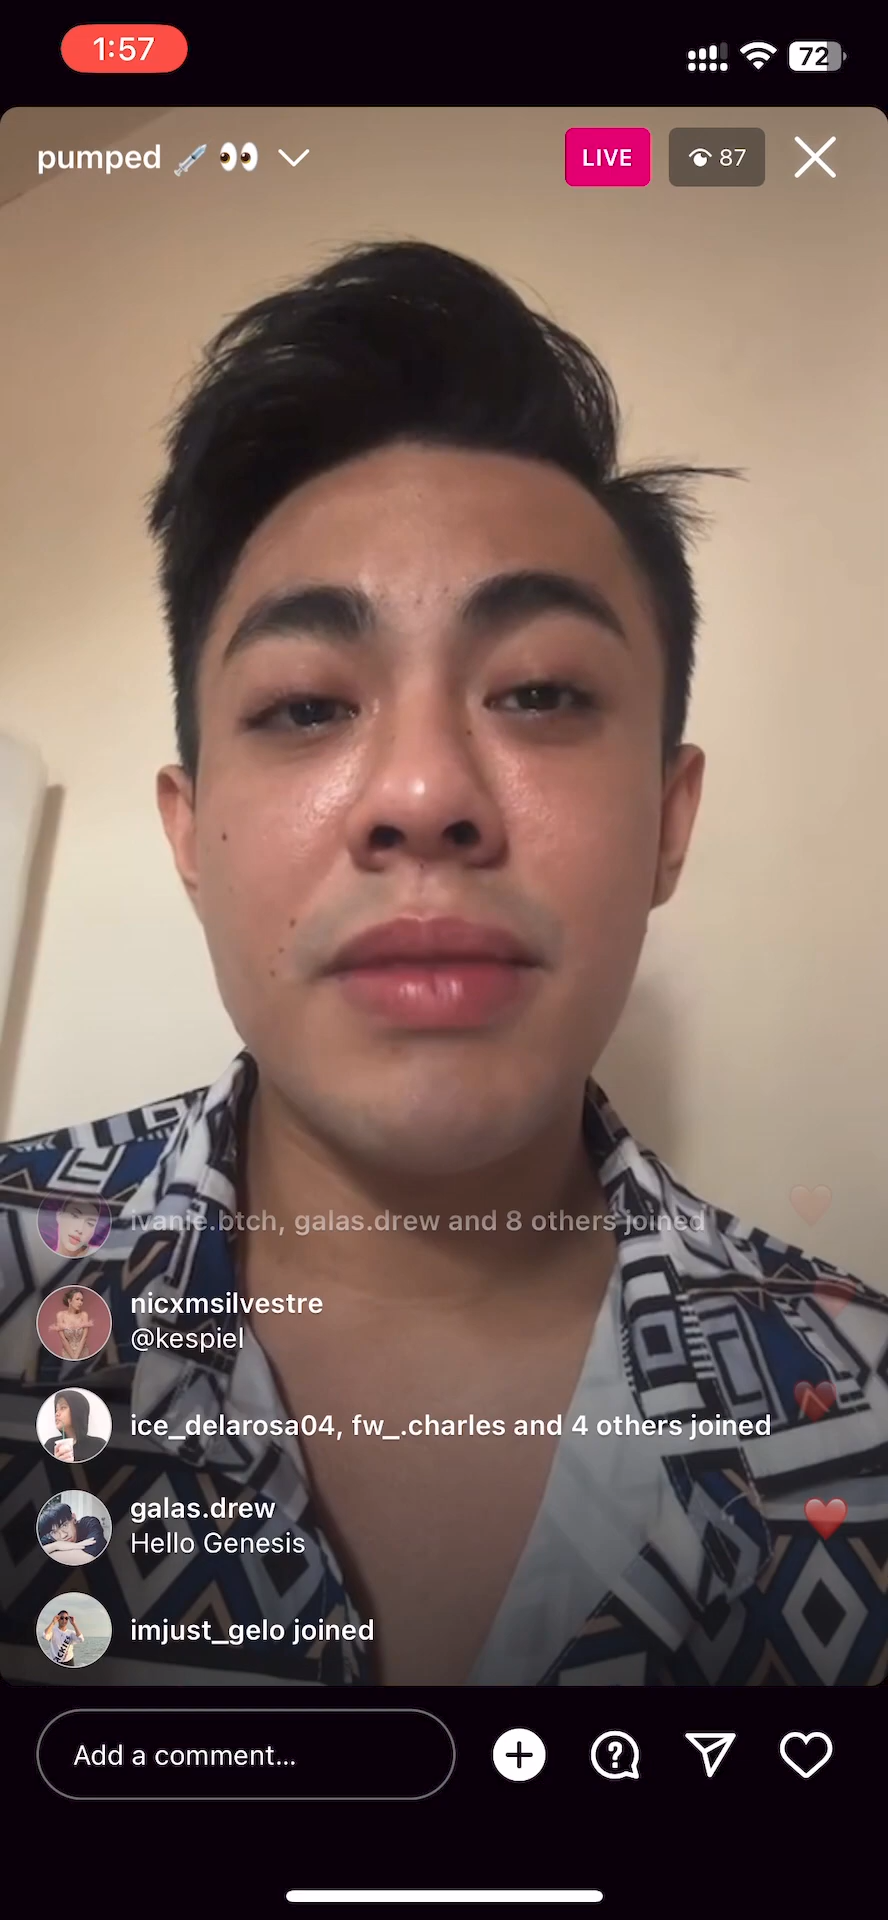 1:57
72
pumped 💉 👀
LIVE
87
ivanie.btch, galas.drew and 8 others joined
nicxmsilvestre
@kespiel
ice_delarosa04, fw_.charles and 4 others joined
galas.drew
Hello Genesis
imjust_gelo joined
Add a comment...